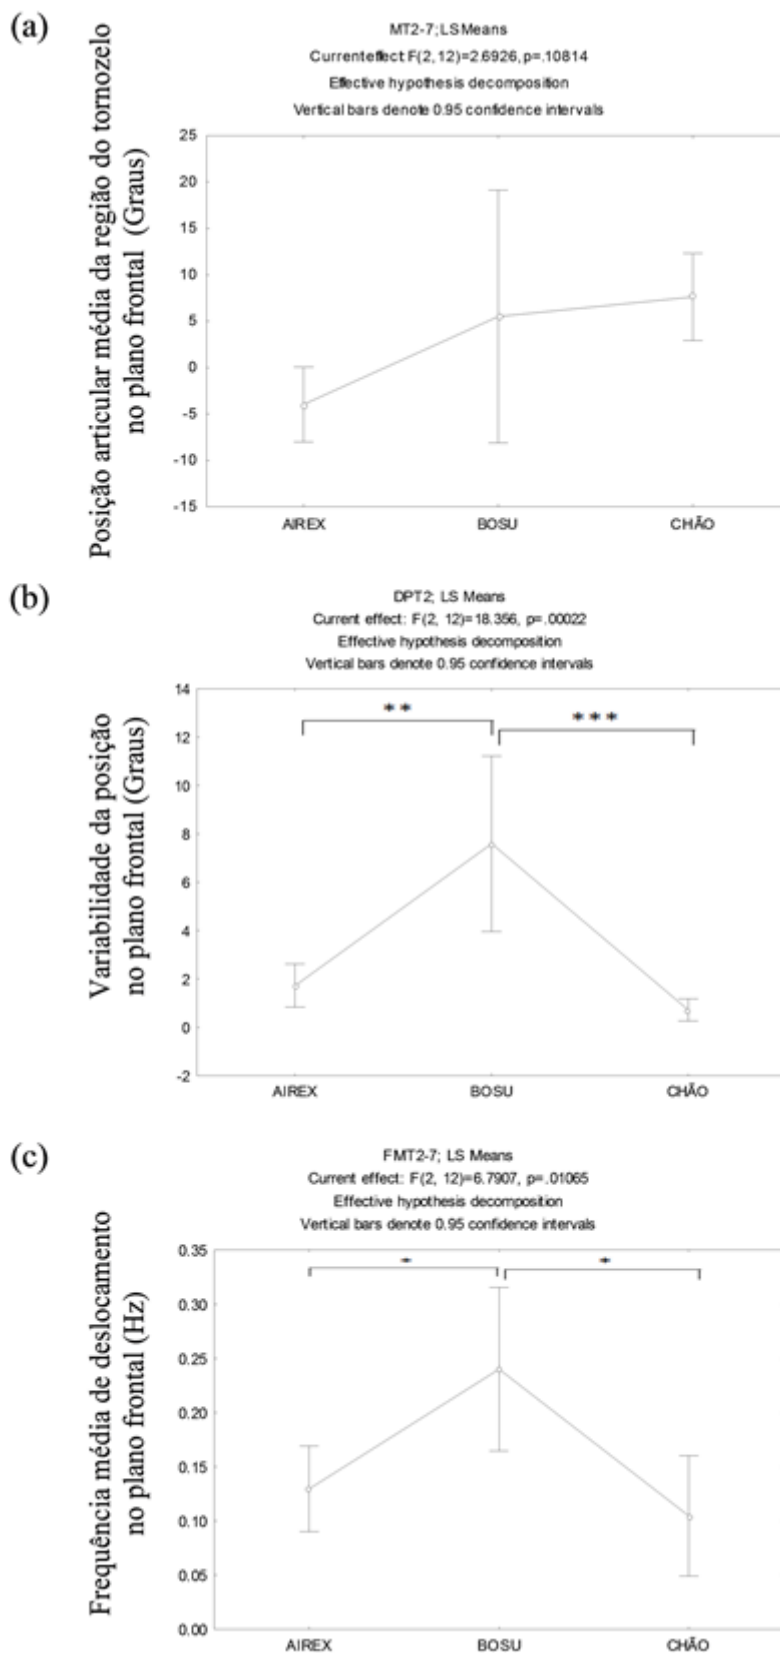 (a)
MT2-7; LS Means
Current effect: F(2, 12)=2.6926, p=.10814
Effective hypothesis decomposition
Vertical bars denote 0.95 confidence intervals
Posição articular média da região do tornozelo
no plano frontal (Graus)
25
20
15
10
5
0
-5
-10
-15
AIREX BOSU CHÃO
(b)
DPT2; LS Means
Current effect: F(2, 12)=18.356, p=.00022
Effective hypothesis decomposition
Vertical bars denote 0.95 confidence intervals
Variabilidade da posição
no plano frontal (Graus)
14
12
10
8
6
4
2
0
-2
** ***
AIREX BOSU CHÃO
(c)
FMT2-7; LS Means
Current effect: F(2, 12)=6.7907, p=.01065
Effective hypothesis decomposition
Vertical bars denote 0.95 confidence intervals
Frequência média de deslocamento
no plano frontal (Hz)
0.35
0.30
0.25
0.20
0.15
0.10
0.05
0.00
* *
AIREX BOSU CHÃO